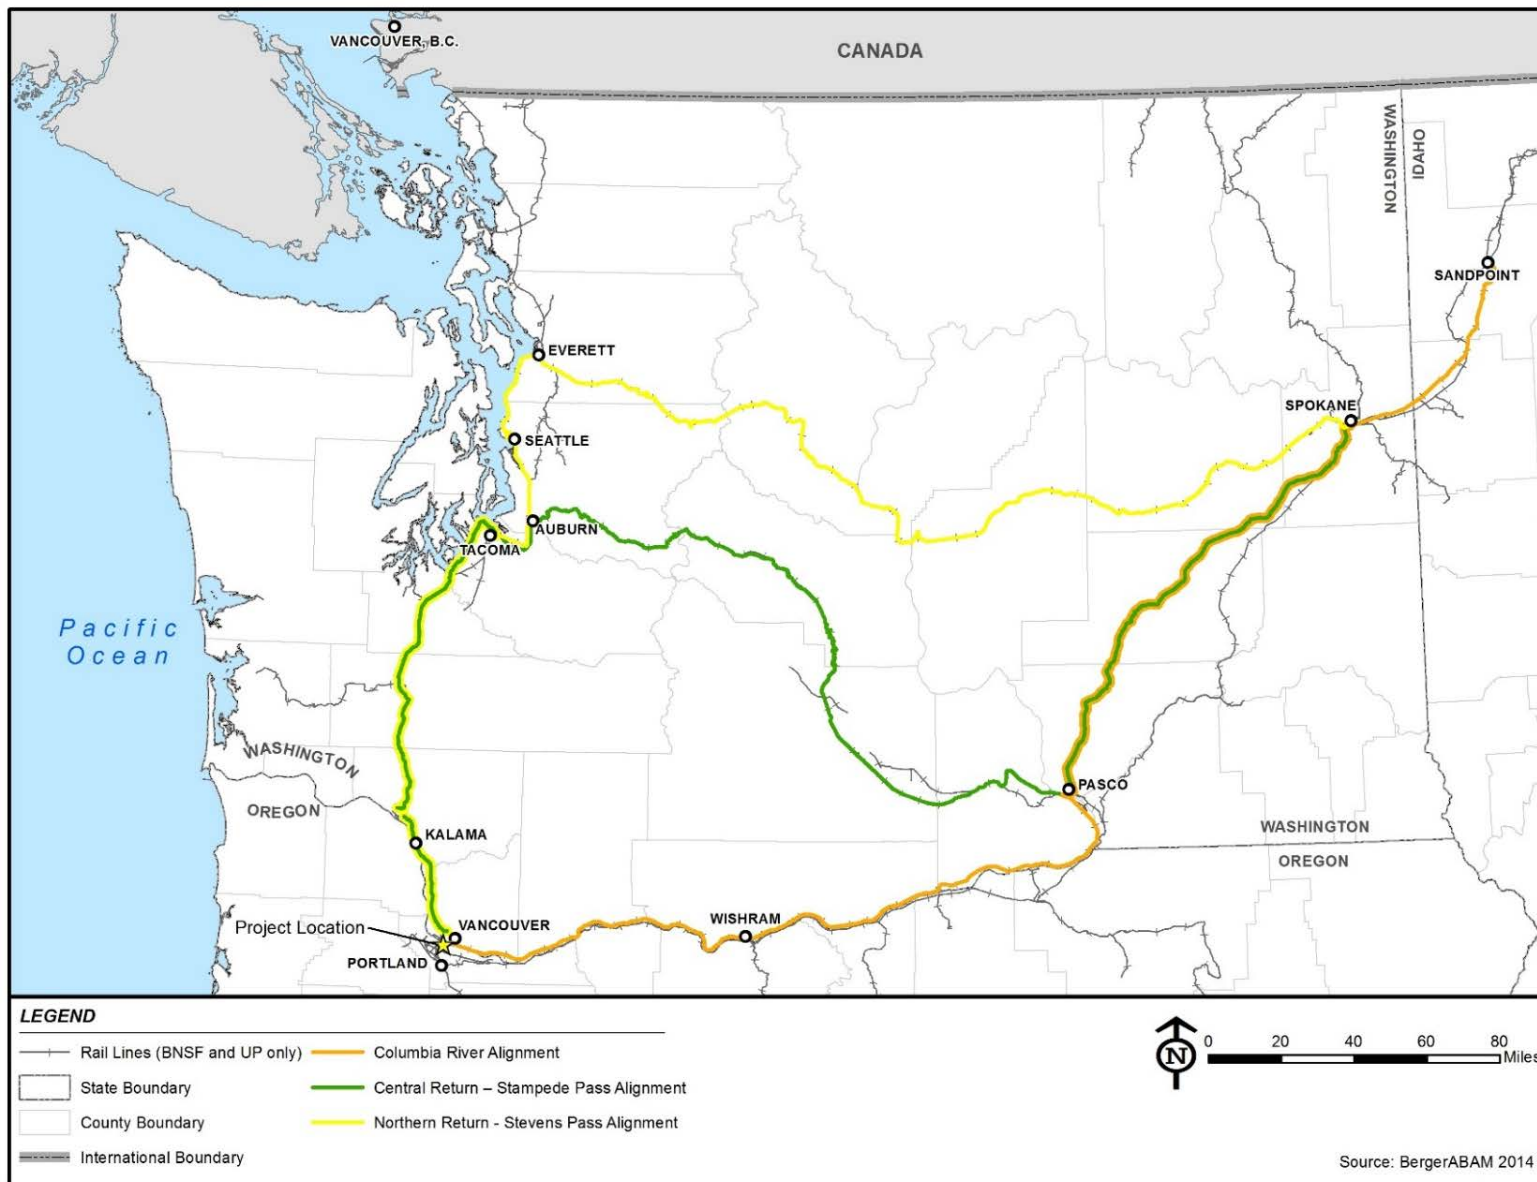 VANCOUVER, B.C.
CANADA
WASHINGTON
IDAHO
SANDPOINT
EVERETT
SPOKANE
SEATTLE
AUBURN
TACOMA
Pacific
Ocean
WASHINGTON
OREGON
PASCO
KALAMA
WASHINGTON
OREGON
Project Location
VANCOUVER
WISHRAM
PORTLAND
LEGEND
Rail Lines (BNSF and UP only)
State Boundary
County Boundary
International Boundary
Columbia River Alignment
Central Return – Stampede Pass Alignment
Northern Return - Stevens Pass Alignment
N
0 20 40 60 80
Miles
Source: BergerABAM 2014